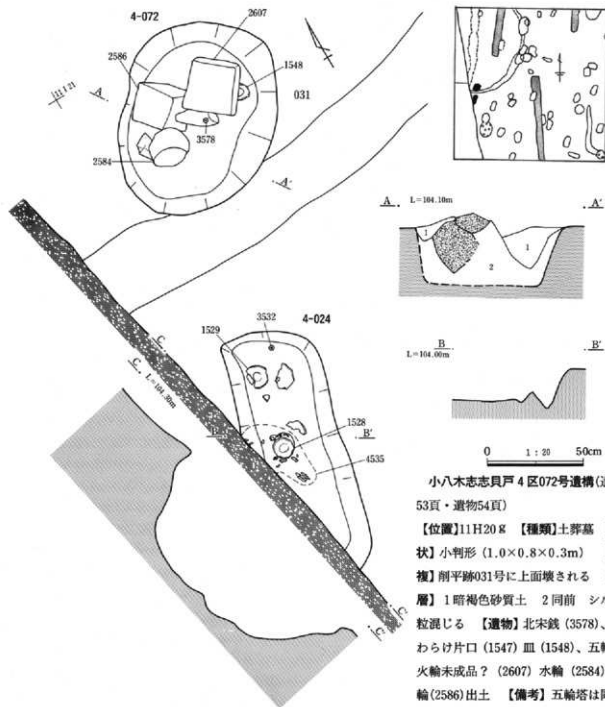 4-072
2607
2586
1548
031
111 I 21
A
3578
2584
A'
A L=104.10m A'
1
1
2
B
L=104.00m
B'
0 1:20 50cm
4-024
3532
1529
C
C
L=104.30m
1528
B'
4535
C'
C'
小八木志志貝戸4区072号遺構(
53頁・遺物54頁)
【位置】11H20g 【種類】土葬墓
状】小判形(1.0×0.8×0.3m)
複】削平跡031号に上面壊される
層】1暗褐色砂質土 2同前 シル
粒混じる 【遺物】北宋銭(3578)、
わらけ片口(1547)皿(1548)、五輪
火輪未成品?(2607)水輪(2584)
輪(2586)出土 【備考】五輪塔は同